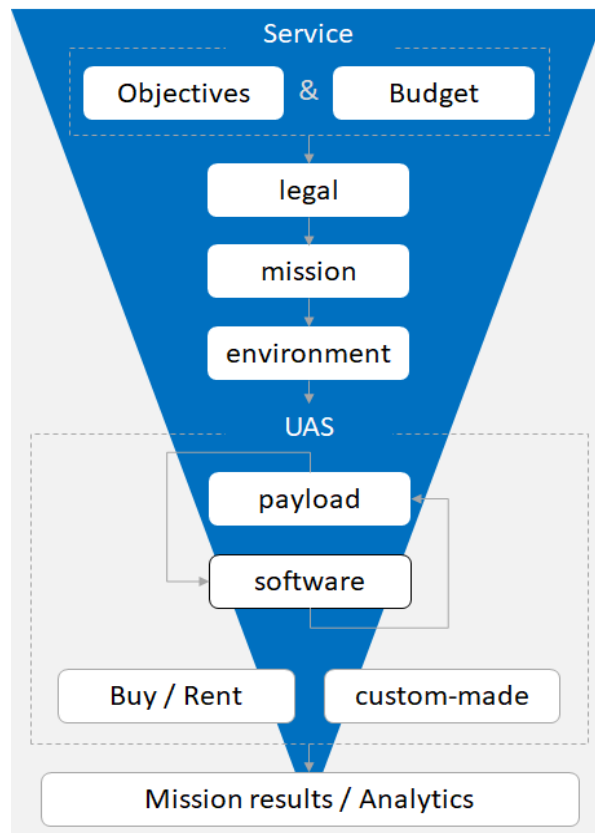 Service
Objectives & Budget
legal
mission
environment
UAS
payload
software
Buy / Rent custom-made
Mission results / Analytics